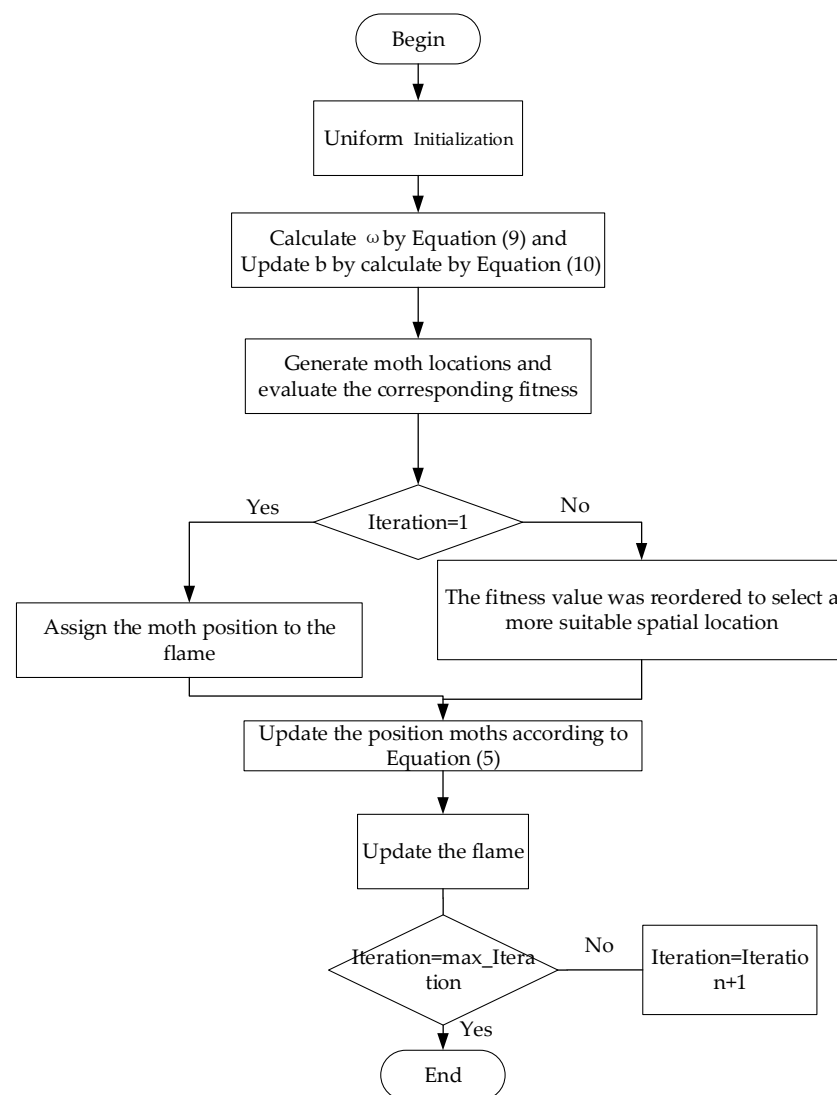 Begin
Uniform Initialization
Calculate ω by Equation (9) and
Update b by calculate by Equation (10)
Generate moth locations and
evaluate the corresponding fitness
Yes
Iteration=1
No
Assign the moth position to the
flame
The fitness value was reordered to select a
more suitable spatial location
Update the position moths according to
Equation (5)
Update the flame
Iteration=max_Itera
tion
No
Iteration=Iteratio
n+1
Yes
End